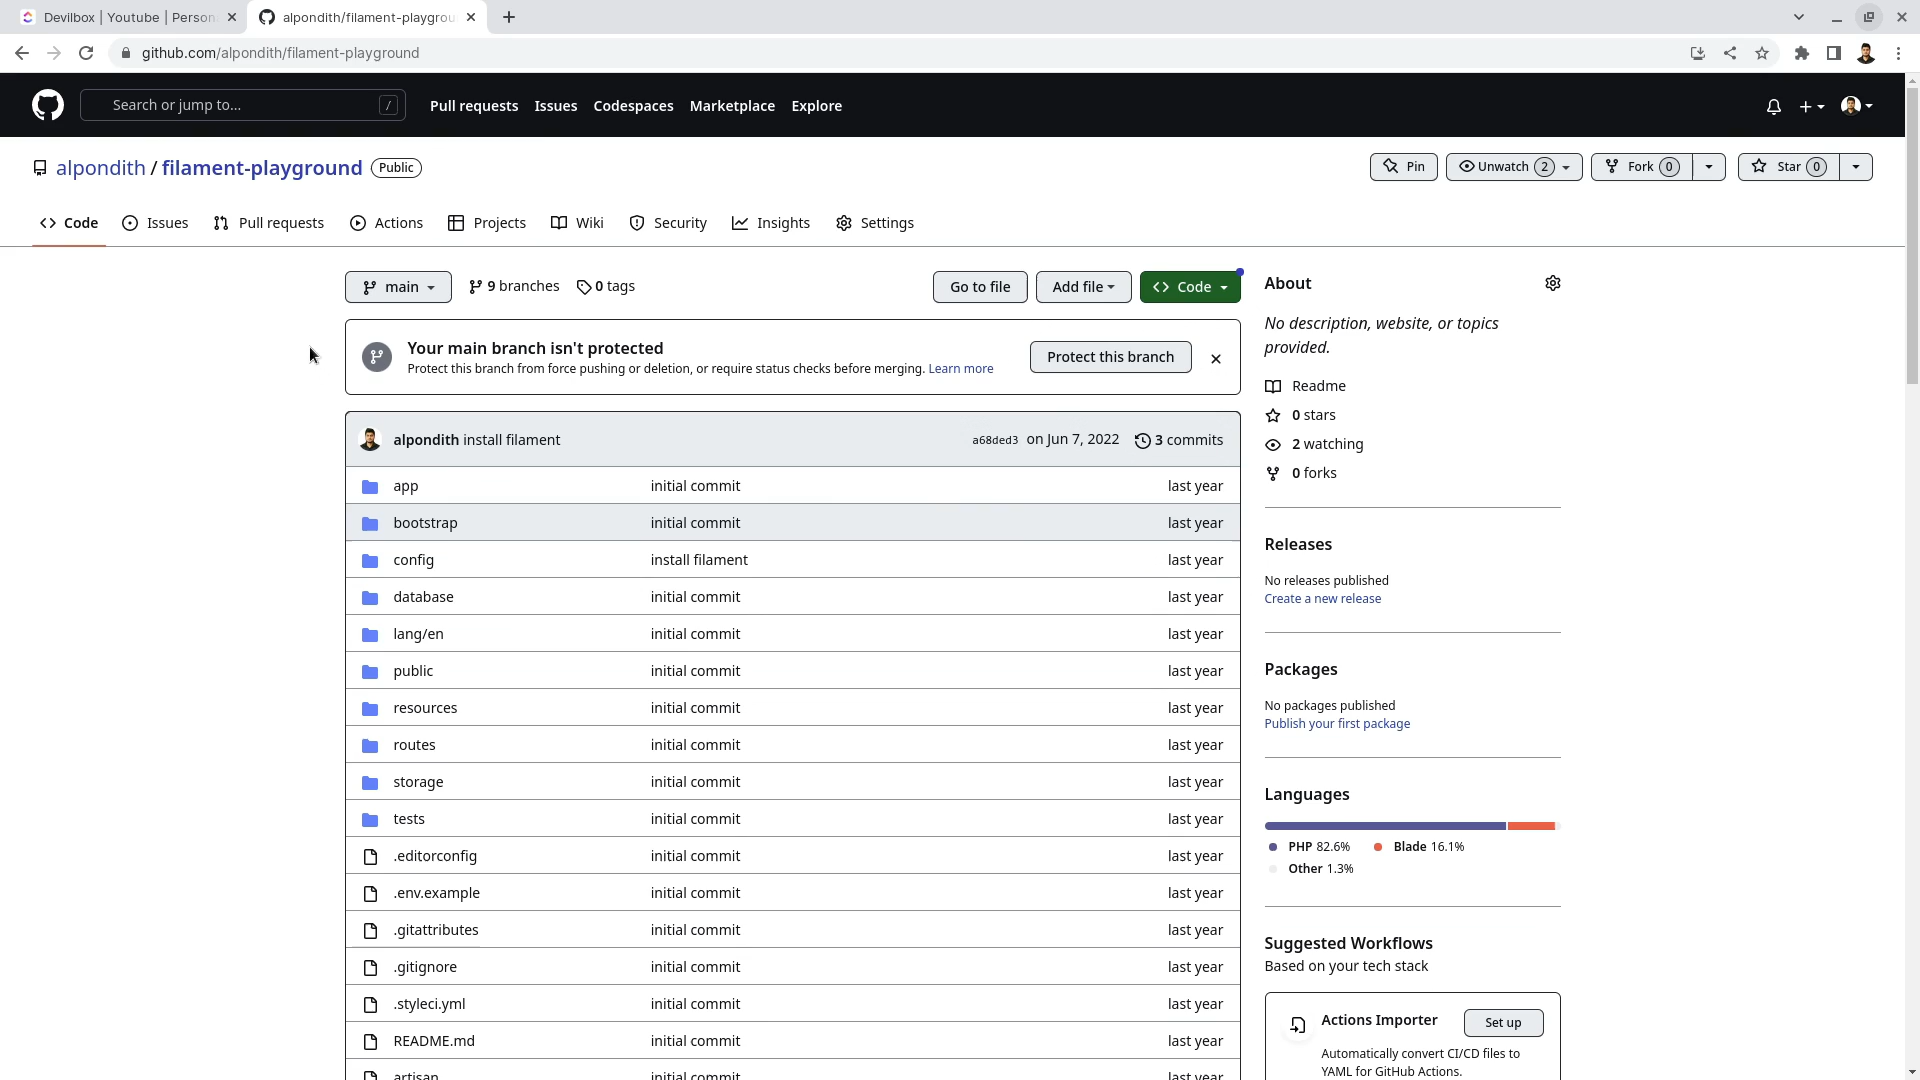 Devilbox | Youtube | Person
alpondith/filament-playgrou
github.com/alpondith/filament-playground
Search or jump to...
/
Pull requests
Issues
Codespaces
Marketplace
Explore
alpondith / filament-playground
Public
Pin
Unwatch 2
Fork 0
Star 0
Code
Issues
Pull requests
Actions
Projects
Wiki
Security
Insights
Settings
main
9 branches
0 tags
Go to file
Add file
Code
Your main branch isn't protected
Protect this branch from force pushing or deletion, or require status checks before merging. Learn more
Protect this branch
alpondith install filament
a68ded3 on Jun 7, 2022
3 commits
app initial commit last year
bootstrap initial commit last year
config install filament last year
database initial commit last year
lang/en initial commit last year
public initial commit last year
resources initial commit last year
routes initial commit last year
storage initial commit last year
tests initial commit last year
.editorconfig initial commit last year
.env.example initial commit last year
.gitattributes initial commit last year
.gitignore initial commit last year
.styleci.yml initial commit last year
README.md initial commit last year
artisan initial commit last year
About
No description, website, or topics
provided.
Readme
0 stars
2 watching
0 forks
Releases
No releases published
Create a new release
Packages
No packages published
Publish your first package
Languages
PHP 82.6%
Blade 16.1%
Other 1.3%
Suggested Workflows
Based on your tech stack
Actions Importer
Set up
Automatically convert CI/CD files to
YAML for GitHub Actions.